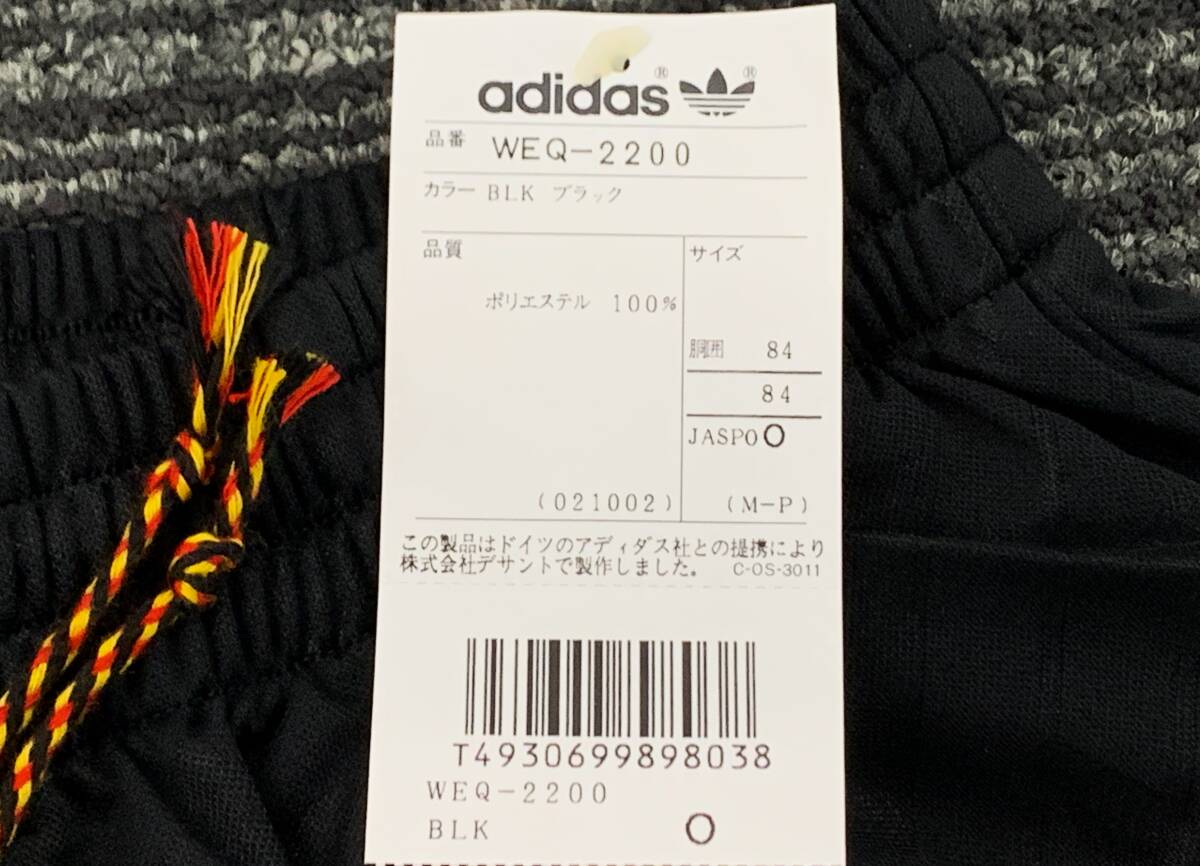 adidas® ®
品番 WEQ-2200
カラー BLK ブラック
品質
ポリエステル 100%
(021002)
サイズ
胴囲 84
84
JASPO O
(M-P)
この製品はドイツのアディダス社との提携により
株式会社デサントで製作しました。 C-OS-3011
T4930699898038
WEQ-2200
BLK O